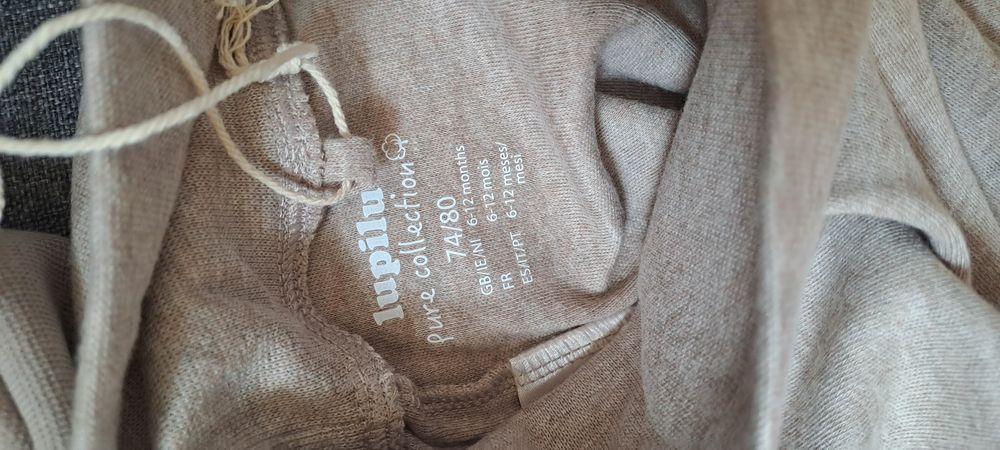 lupilu
pure collection
74/80
GB/IE/NI 6-12 months
FR 6-12 mois
ES/IT/PT 6-12 meses/
mesi